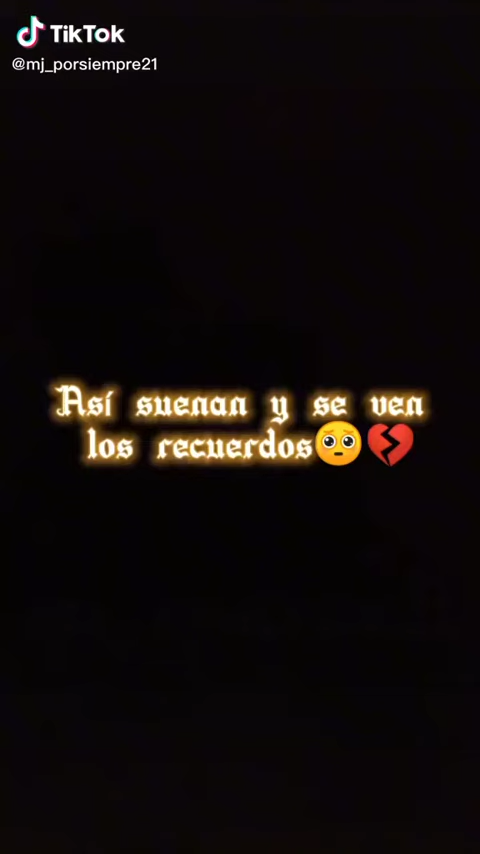 TikTok
@mj_porsiempre21
Así suenan y se ven
los recuerdos🥺💔